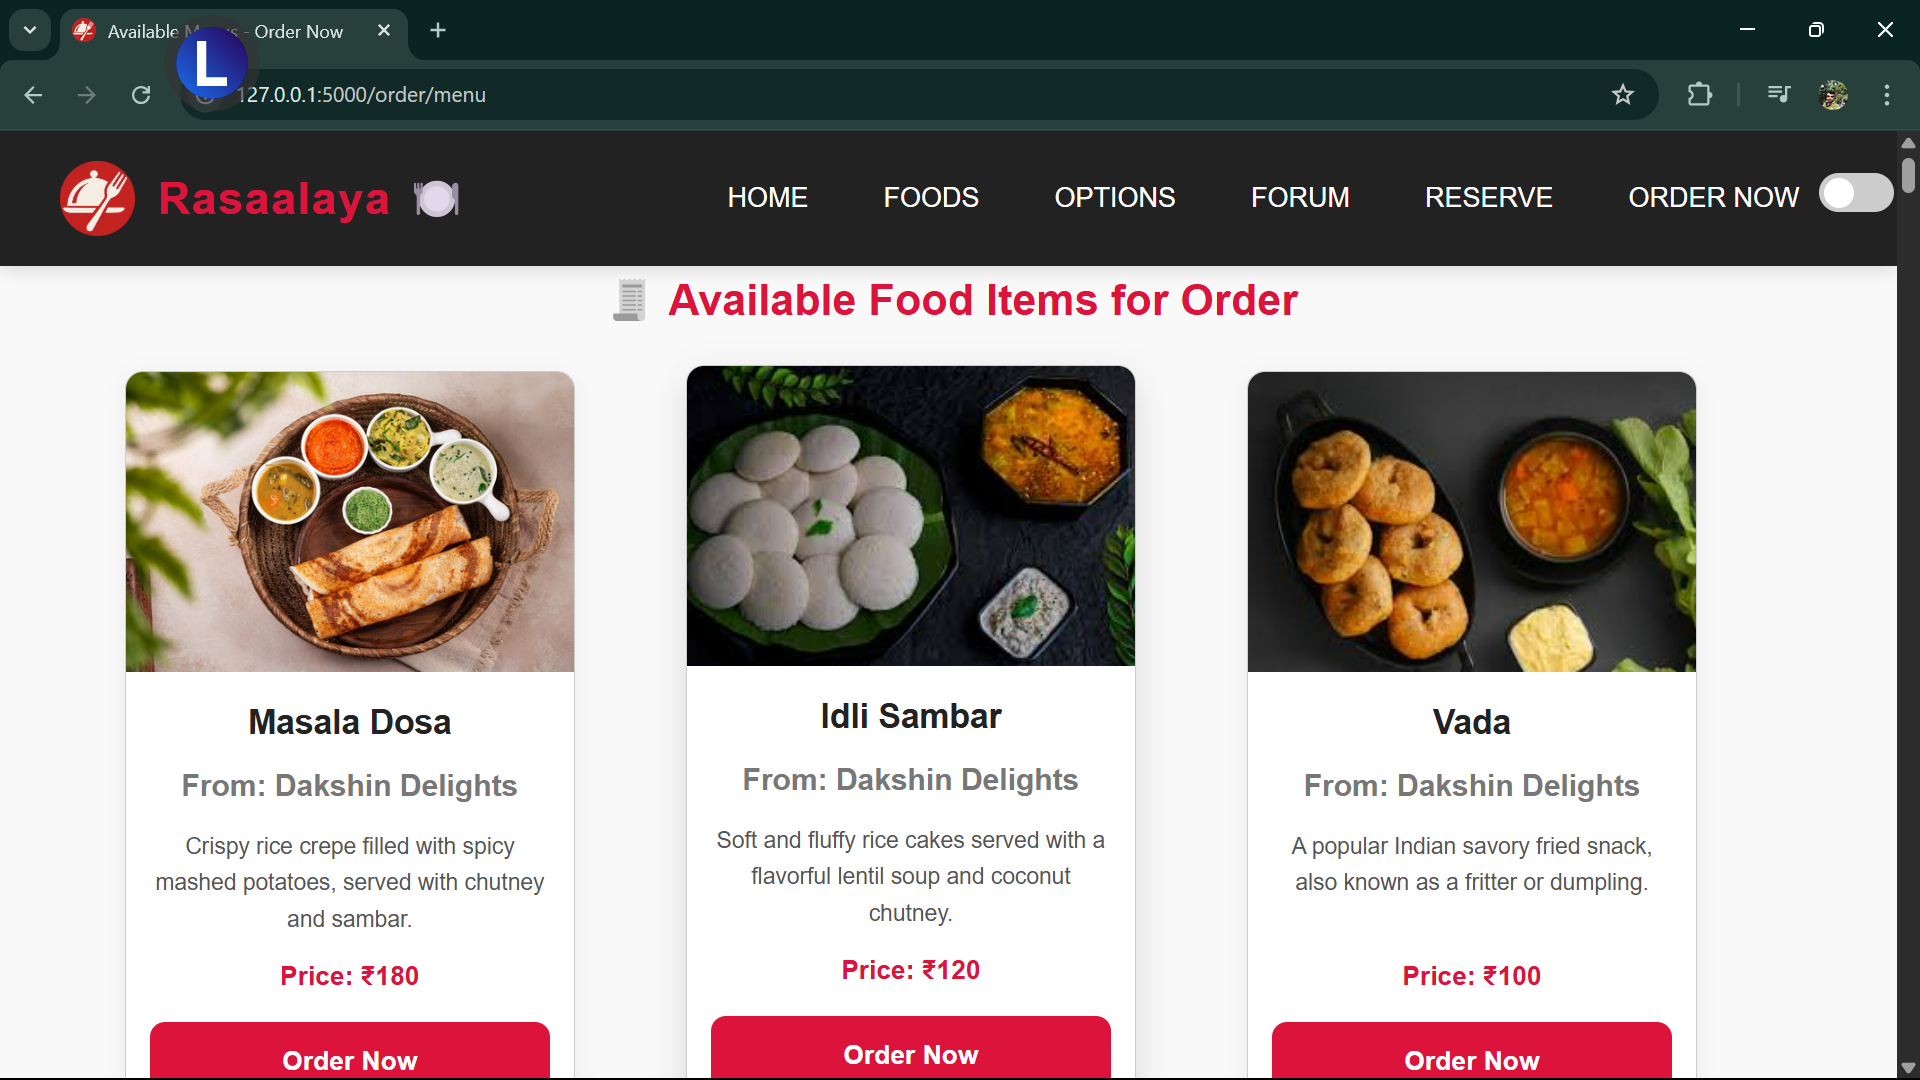 Available - Order Now
L
127.0.0.1:5000/order/menu
Rasaalaya
HOME FOODS OPTIONS FORUM RESERVE ORDER NOW
Available Food Items for Order
Masala Dosa
From: Dakshin Delights
Crispy rice crepe filled with spicy
mashed potatoes, served with chutney
and sambar.
Price: ₹180
Order Now
Idli Sambar
From: Dakshin Delights
Soft and fluffy rice cakes served with a
flavorful lentil soup and coconut
chutney.
Price: ₹120
Order Now
Vada
From: Dakshin Delights
A popular Indian savory fried snack,
also known as a fritter or dumpling.
Price: ₹100
Order Now